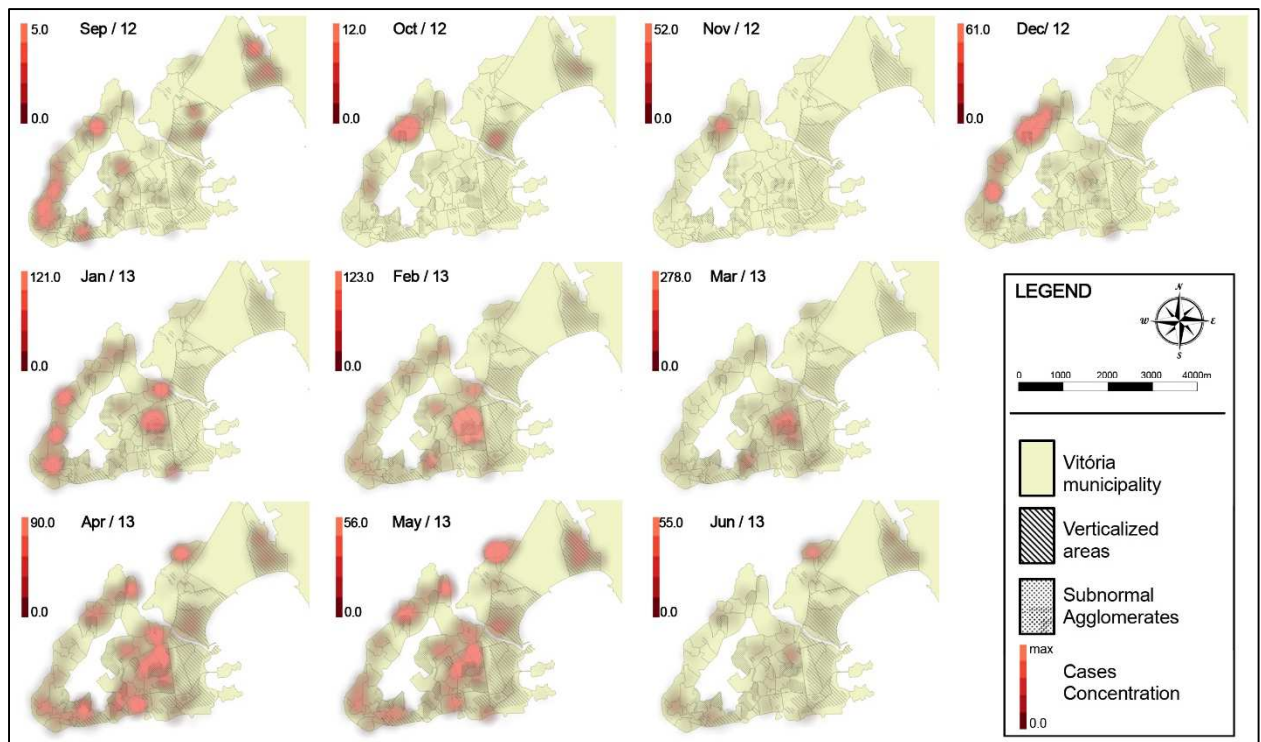 5.0
Sep / 12
0.0
12.0
Oct / 12
0.0
52.0
Nov / 12
0.0
61.0
Dec/ 12
0.0
121.0
Jan / 13
0.0
123.0
Feb / 13
0.0
278.0
Mar / 13
0.0
90.0
Apr / 13
0.0
56.0
May / 13
0.0
55.0
Jun / 13
0.0
LEGEND
N
W E
S
0 1000 2000 3000 4000m
Vitória
municipality
Verticalized
areas
Subnormal
Agglomerates
max
Cases
Concentration
0.0